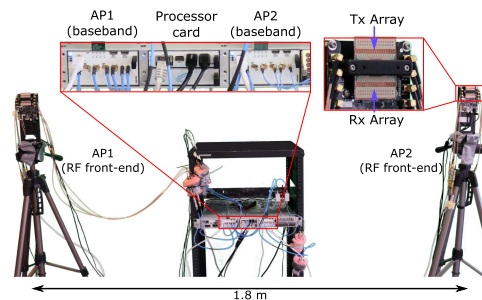 AP1
(baseband)
Processor
card
AP2
(baseband)
Tx Array
Rx Array
AP1
(RF front-end)
AP2
(RF front-end)
1.8 m